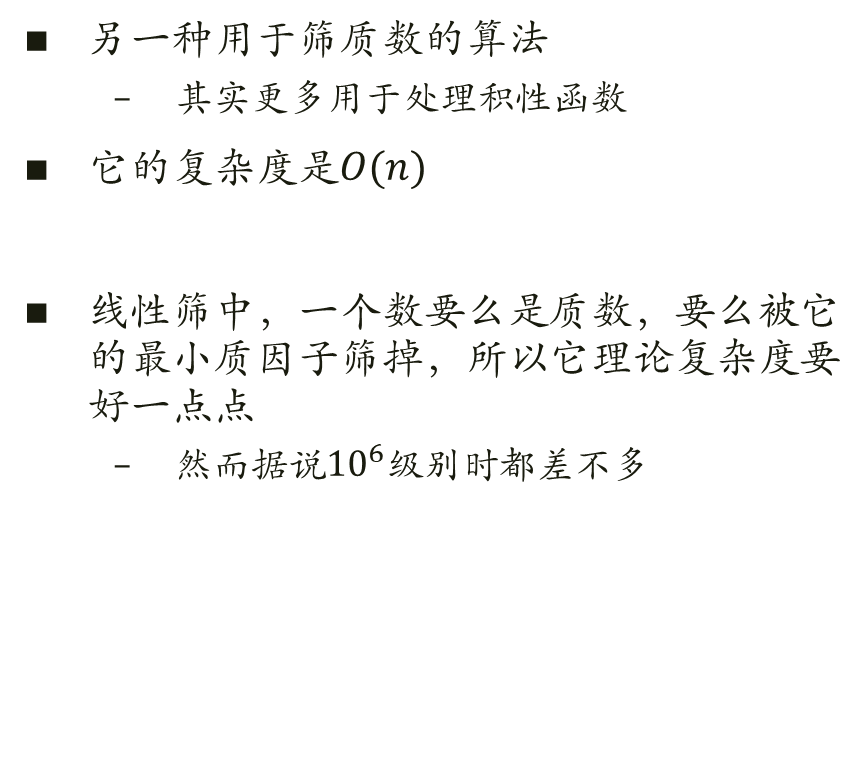 ■ 另一种用于筛质数的算法
– 其实更多用于处理积性函数
■ 它的复杂度是O(n)
■ 线性筛中，一个数要么是质数，要么被它
的最小质因子筛掉，所以它理论复杂度要
好一点点
– 然而据说10⁶级别时都差不多